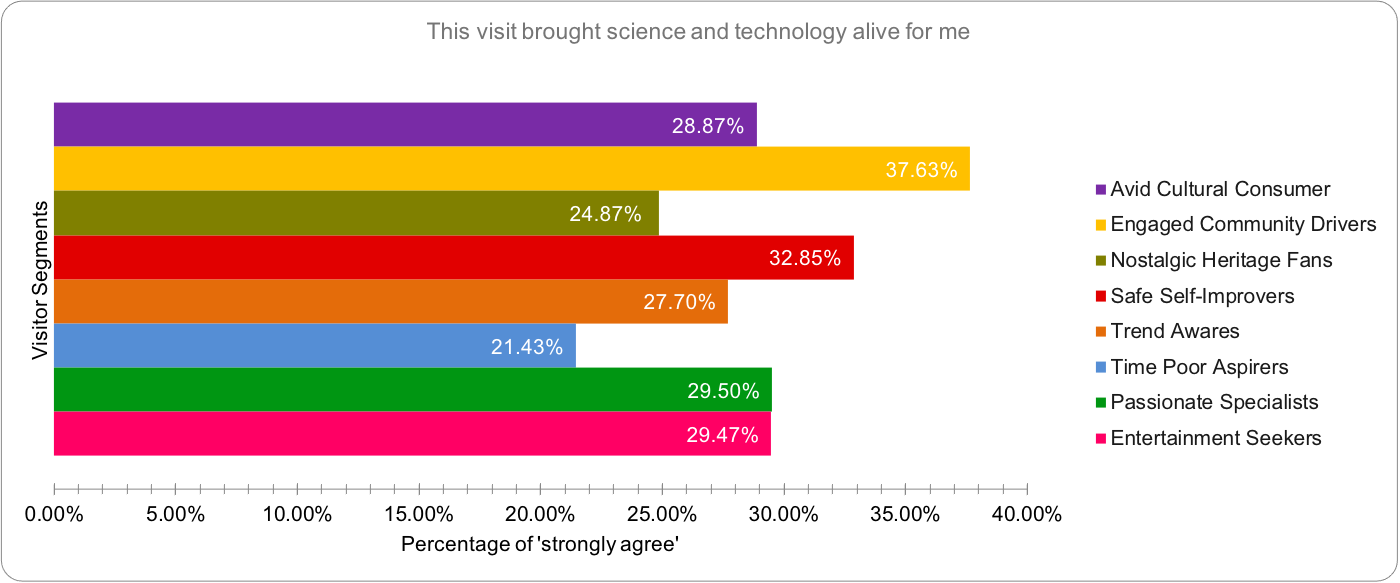 This visit brought science and technology alive for me
28.87%
37.63%
24.87%
32.85%
27.70%
21.43%
29.50%
29.47%
Visitor Segments
0.00% 5.00% 10.00% 15.00% 20.00% 25.00% 30.00% 35.00% 40.00%
Percentage of 'strongly agree'
Avid Cultural Consumer
Engaged Community Drivers
Nostalgic Heritage Fans
Safe Self-Improvers
Trend Awares
Time Poor Aspirers
Passionate Specialists
Entertainment Seekers